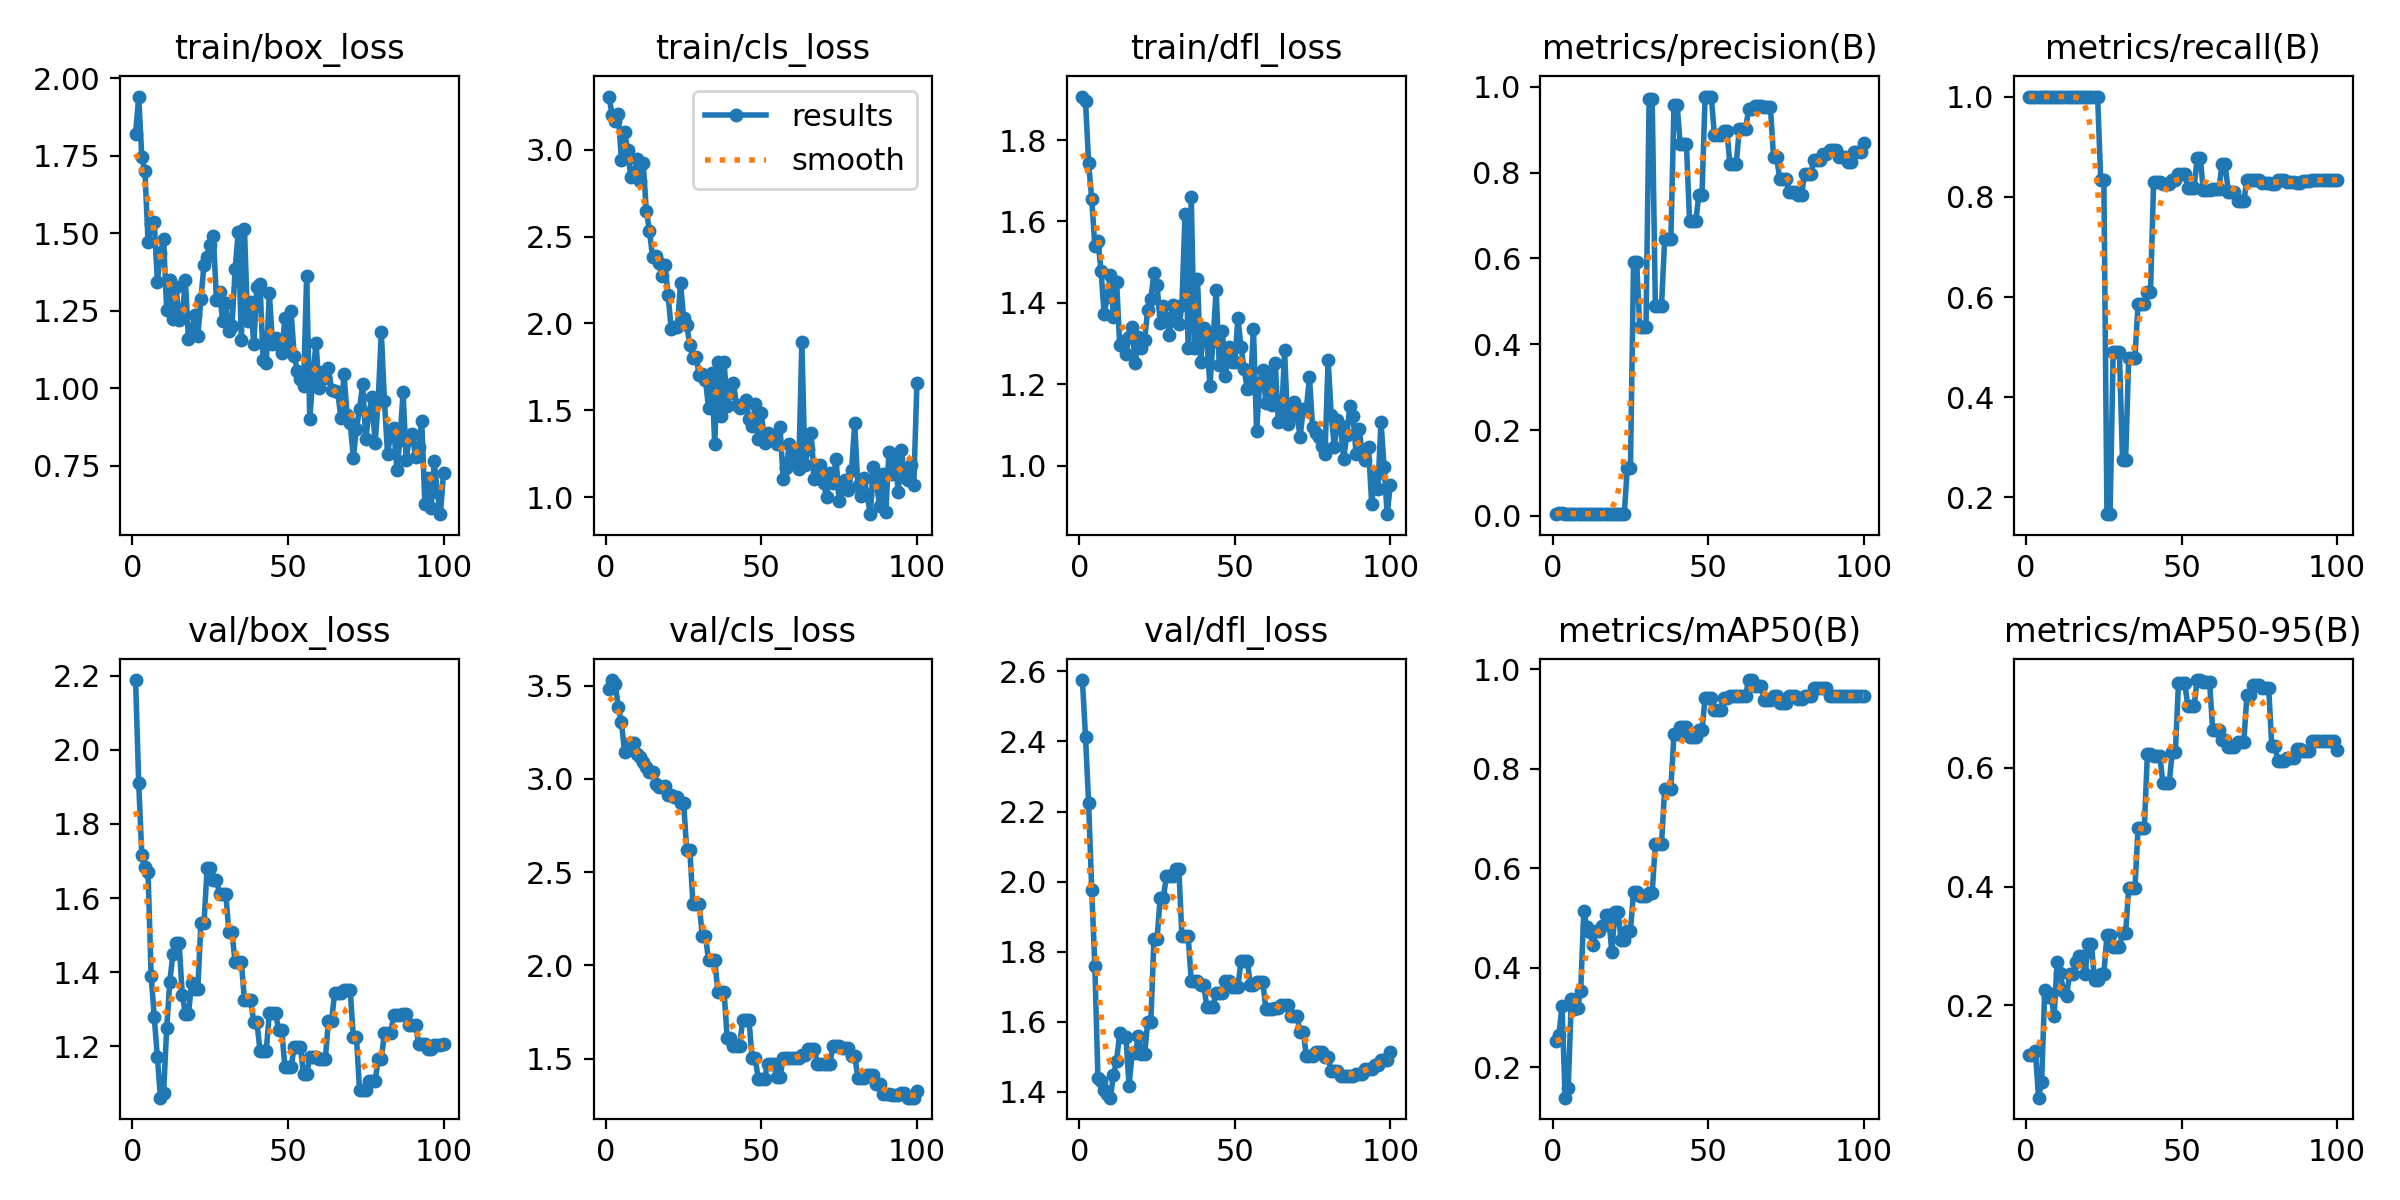 train/box_loss
2.00
1.75
1.50
1.25
1.00
0.75
0 50 100
train/cls_loss
results
smooth
3.0
2.5
2.0
1.5
1.0
0 50 100
train/dfl_loss
1.8
1.6
1.4
1.2
1.0
0 50 100
metrics/precision(B)
1.0
0.8
0.6
0.4
0.2
0.0
0 50 100
metrics/recall(B)
1.0
0.8
0.6
0.4
0.2
0 50 100
val/box_loss
2.2
2.0
1.8
1.6
1.4
1.2
0 50 100
val/cls_loss
3.5
3.0
2.5
2.0
1.5
0 50 100
val/dfl_loss
2.6
2.4
2.2
2.0
1.8
1.6
1.4
0 50 100
metrics/mAP50(B)
1.0
0.8
0.6
0.4
0.2
0 50 100
metrics/mAP50-95(B)
0.6
0.4
0.2
0 50 100